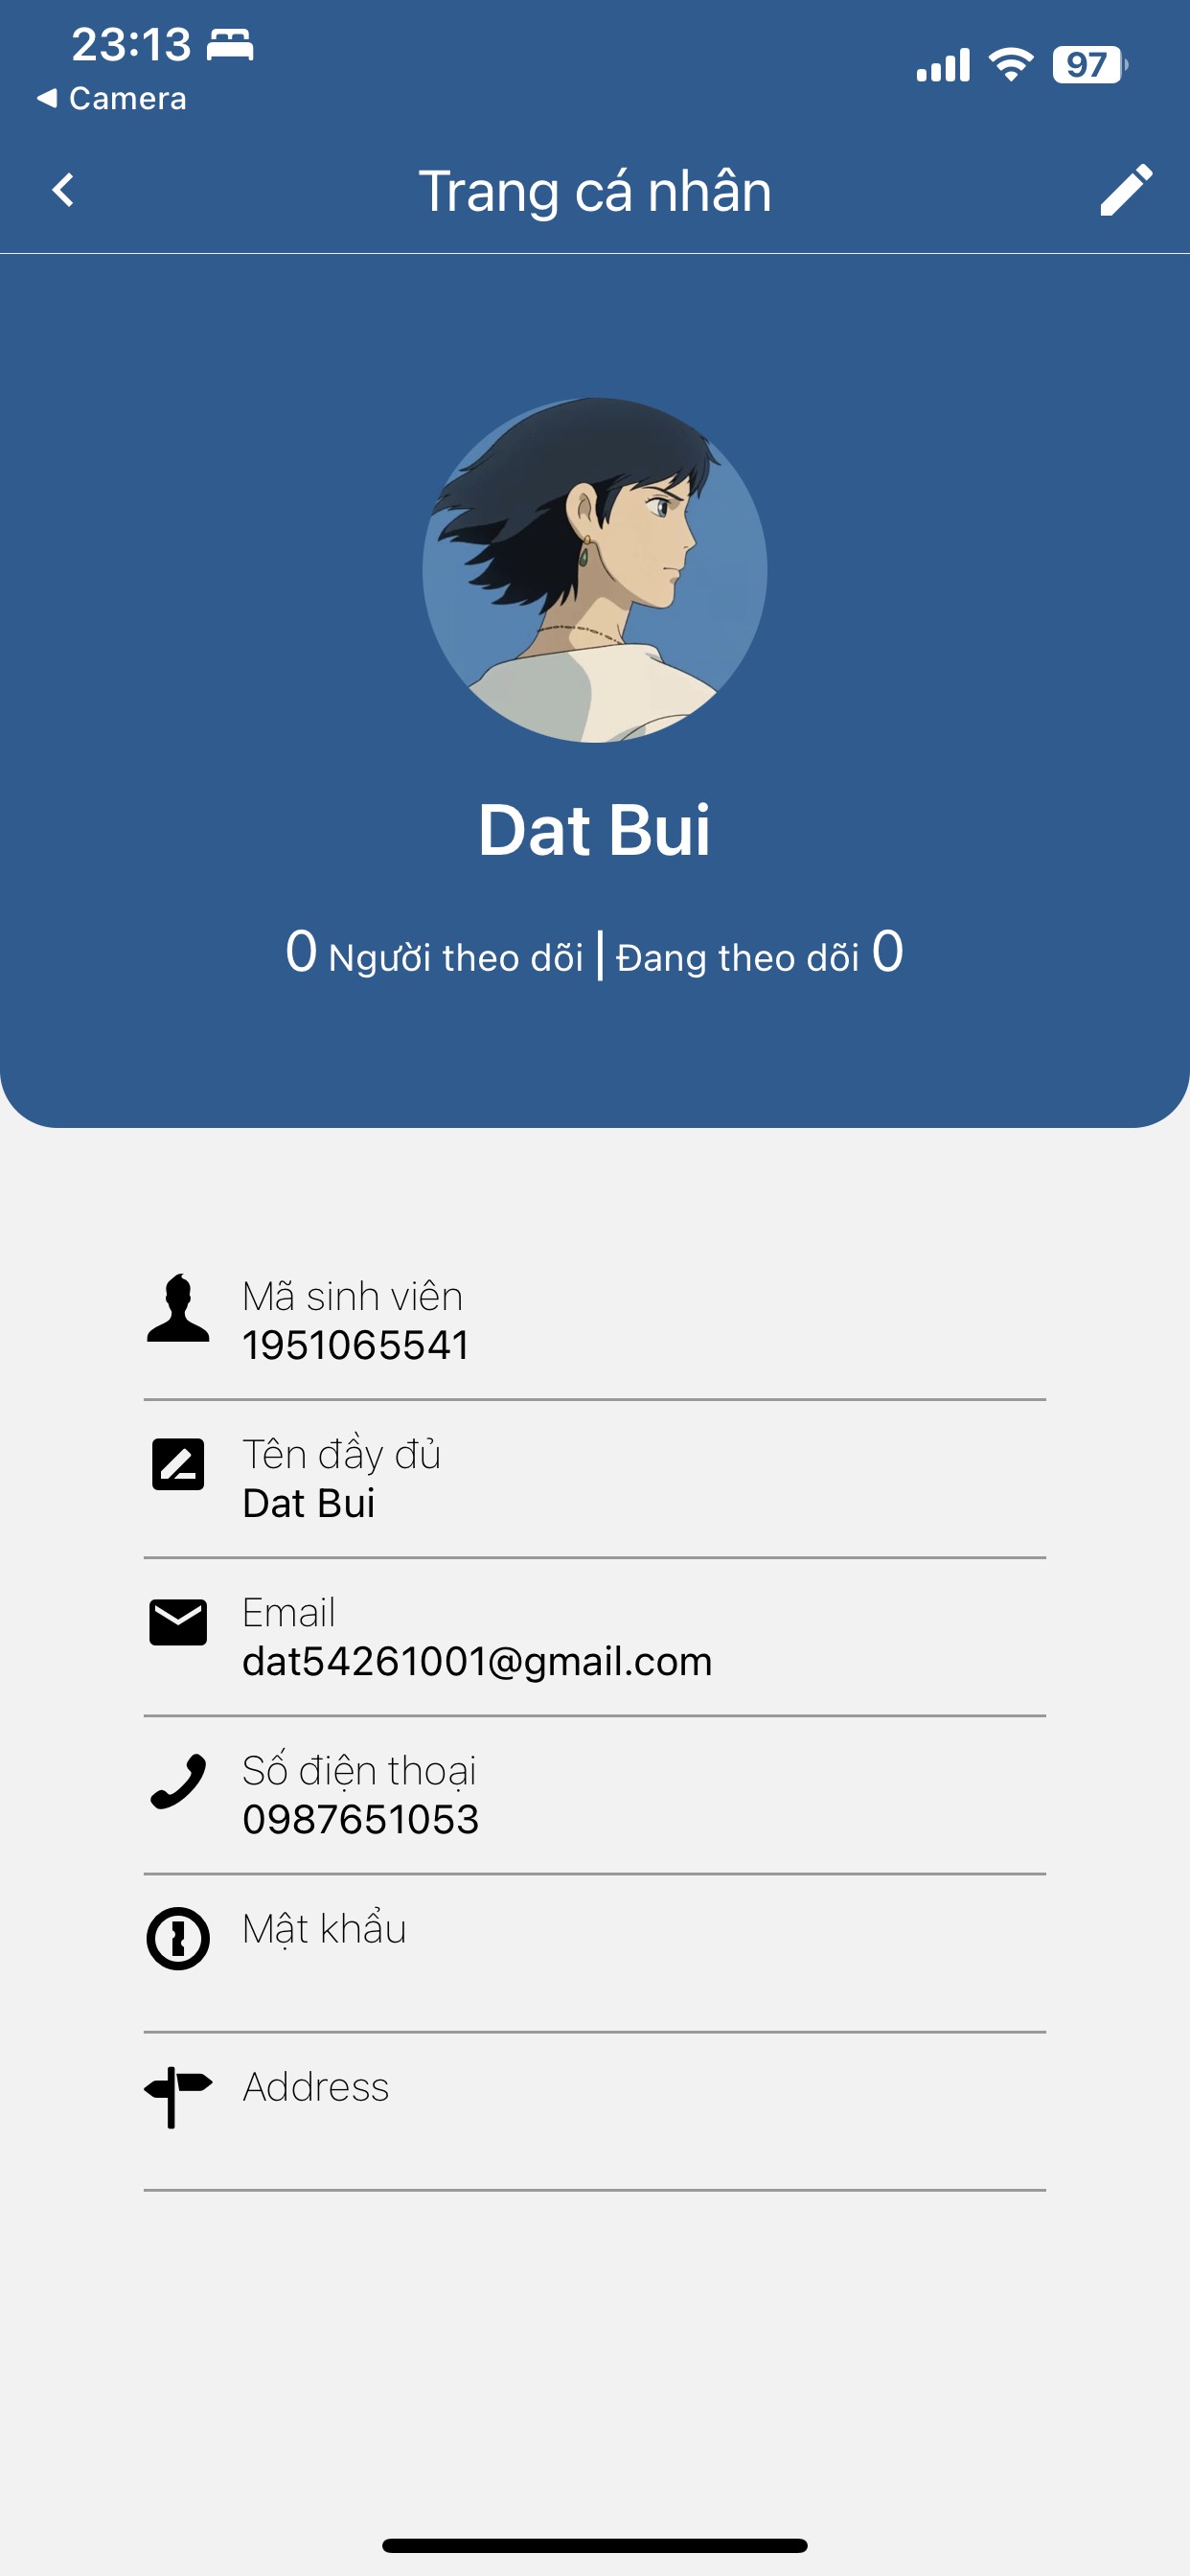 23:13
Camera
97
Trang cá nhân
Dat Bui
0 Người theo dõi | Đang theo dõi 0
Mã sinh viên
1951065541
Tên đầy đủ
Dat Bui
Email
dat54261001@gmail.com
Số điện thoại
0987651053
Mật khẩu
Address